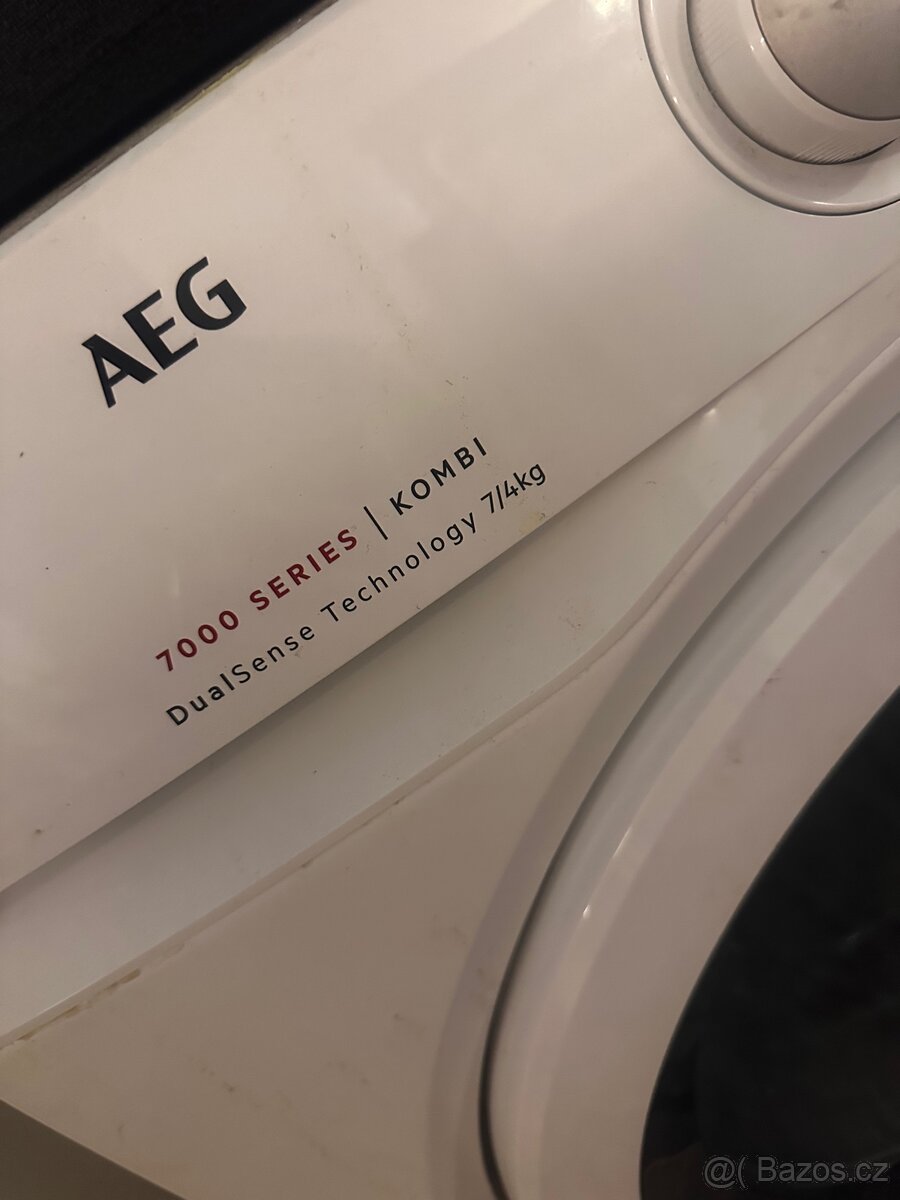 AEG
7000 SERIES | KOMBI
DualSense Technology 7/4kg
@( Bazos.cz